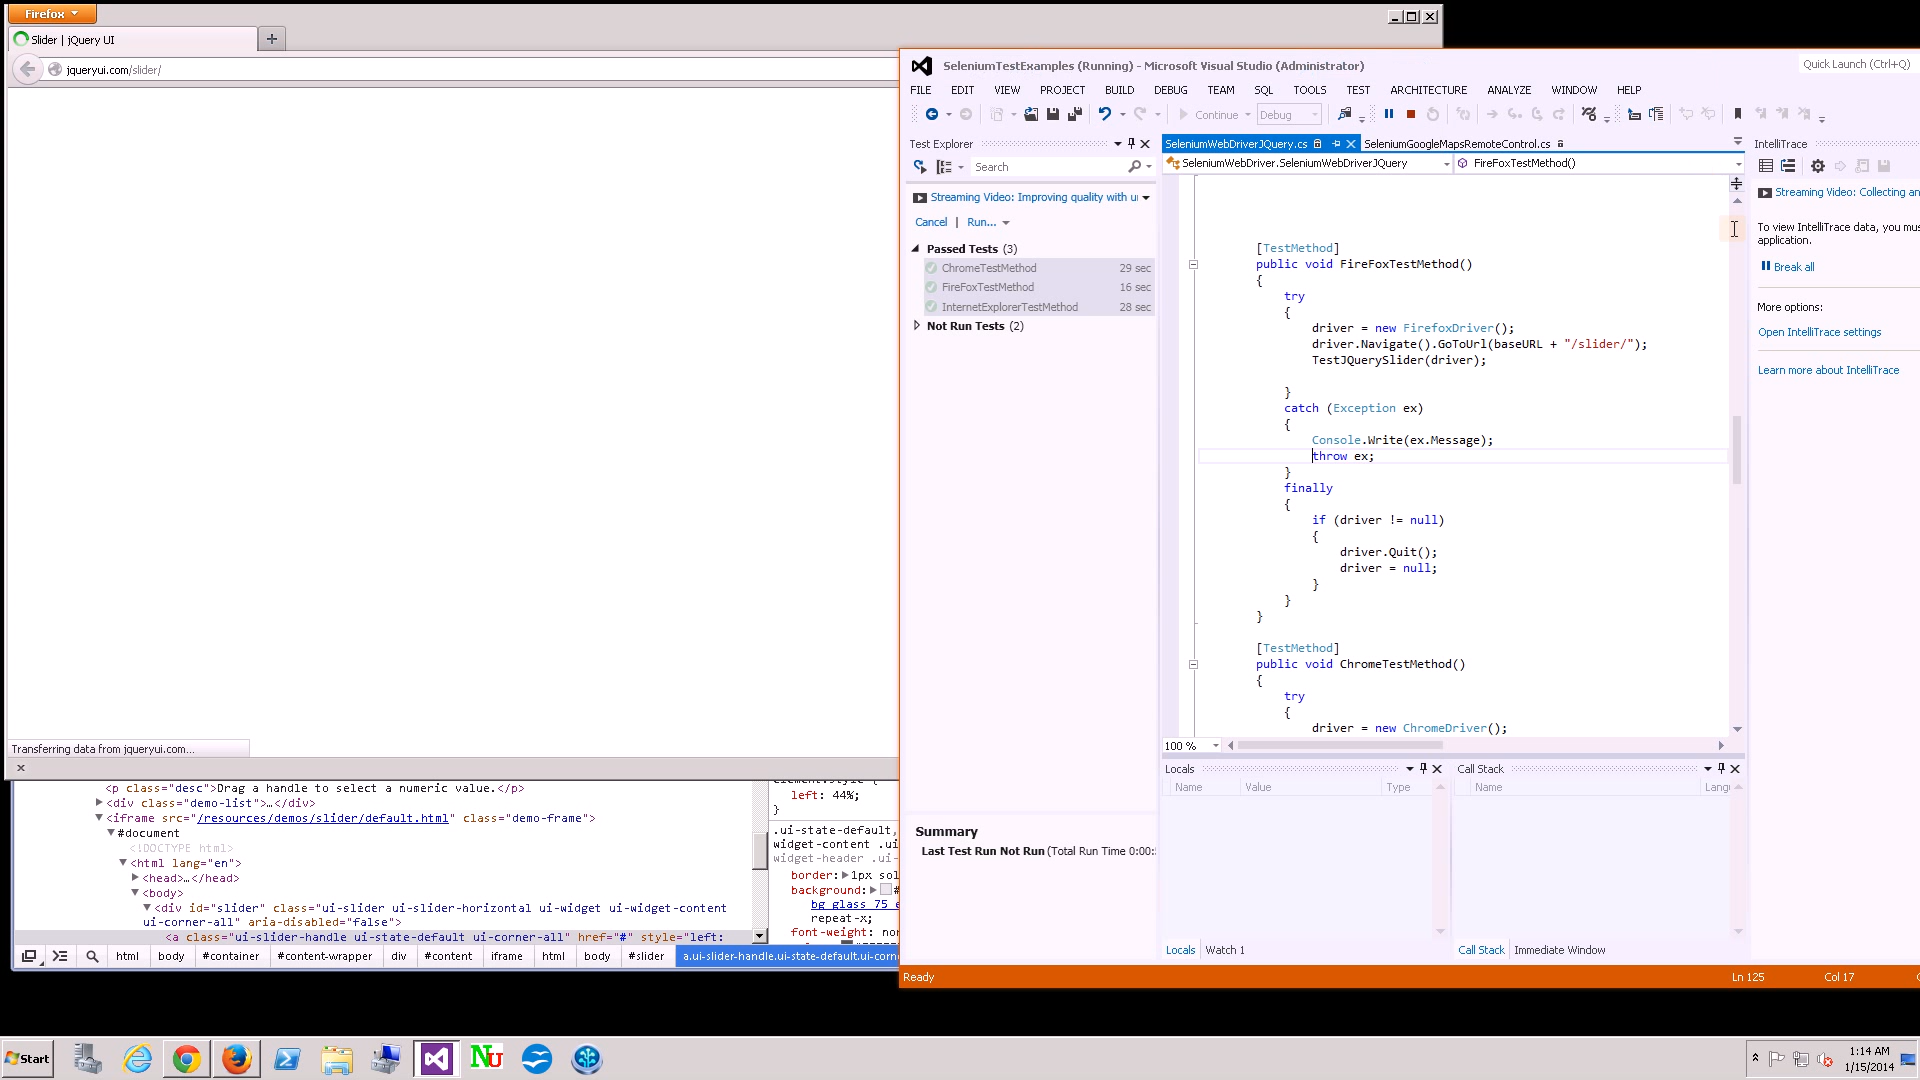 Firefox
Slider | jQuery UI
jqueryui.com/slider/
Transferring data from jqueryui.com...
<p class="desc">Drag a handle to select a numeric value.</p>
<div class="demo-list">…</div>
<iframe src="/resources/demos/slider/default.html" class="demo-frame">
#document
<!DOCTYPE html>
<html lang="en">
<head>…</head>
<body>
<div id="slider" class="ui-slider ui-slider-horizontal ui-widget ui-widget-content
ui-corner-all" aria-disabled="false">
<a class="ui-slider-handle ui-state-default ui-corner-all" href="#" style="left:
left: 44%;
}
.ui-state-default,
widget-content .ui
widget-header .ui-
border: 1px sol
background: #
bg glass 75 e
repeat-x;
font-weight: nor
html body #container #content-wrapper div #content iframe html body #slider a.ui-slider-handle.ui-state-default.ui-corn
SeleniumTestExamples (Running) - Microsoft Visual Studio (Administrator)
Quick Launch (Ctrl+Q)
FILE EDIT VIEW PROJECT BUILD DEBUG TEAM SQL TOOLS TEST ARCHITECTURE ANALYZE WINDOW HELP
Continue Debug
Test Explorer
Search
Streaming Video: Improving quality with u
Cancel | Run...
Passed Tests (3)
ChromeTestMethod 29 sec
FireFoxTestMethod 16 sec
InternetExplorerTestMethod 28 sec
Not Run Tests (2)
Summary
Last Test Run Not Run (Total Run Time 0:00:
SeleniumWebDriverJQuery.cs SeleniumGoogleMapsRemoteControl.cs
SeleniumWebDriver.SeleniumWebDriverJQuery FireFoxTestMethod()
[TestMethod]
public void FireFoxTestMethod()
{
try
{
driver = new FirefoxDriver();
driver.Navigate().GoToUrl(baseURL + "/slider/");
TestJQuerySlider(driver);
}
catch (Exception ex)
{
Console.Write(ex.Message);
throw ex;
}
finally
{
if (driver != null)
{
driver.Quit();
driver = null;
}
}
}
[TestMethod]
public void ChromeTestMethod()
{
try
{
driver = new ChromeDriver();
100 %
Locals
Name Value Type
Locals Watch 1
Call Stack
Name Langu
Call Stack Immediate Window
IntelliTrace
Streaming Video: Collecting an
To view IntelliTrace data, you mus
application.
Break all
More options:
Open IntelliTrace settings
Learn more about IntelliTrace
Ready Ln 125 Col 17
Start
NU
1:14 AM
1/15/2014